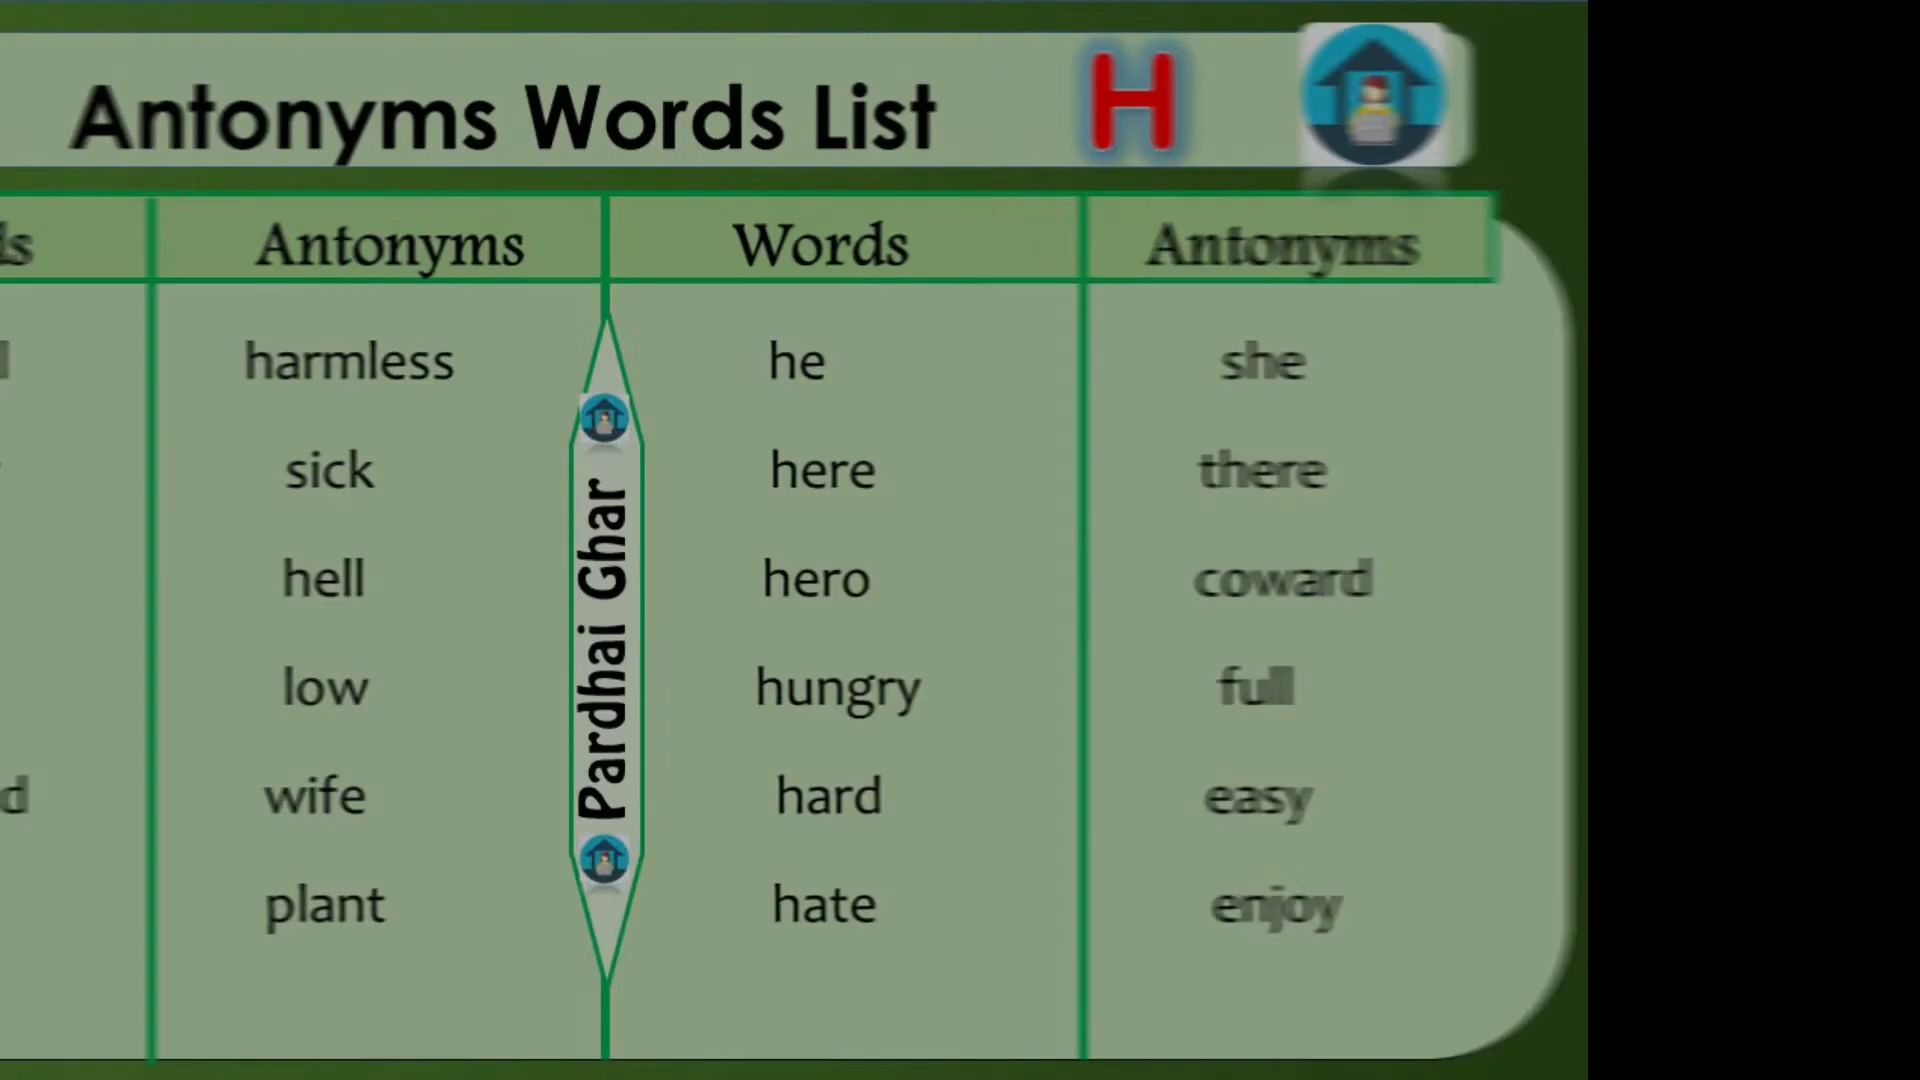 Antonyms Words List H
Antonyms Words Antonyms
harmless he she
sick here there
hell hero coward
low hungry full
wife hard easy
plant hate enjoy
Pardhai Ghar